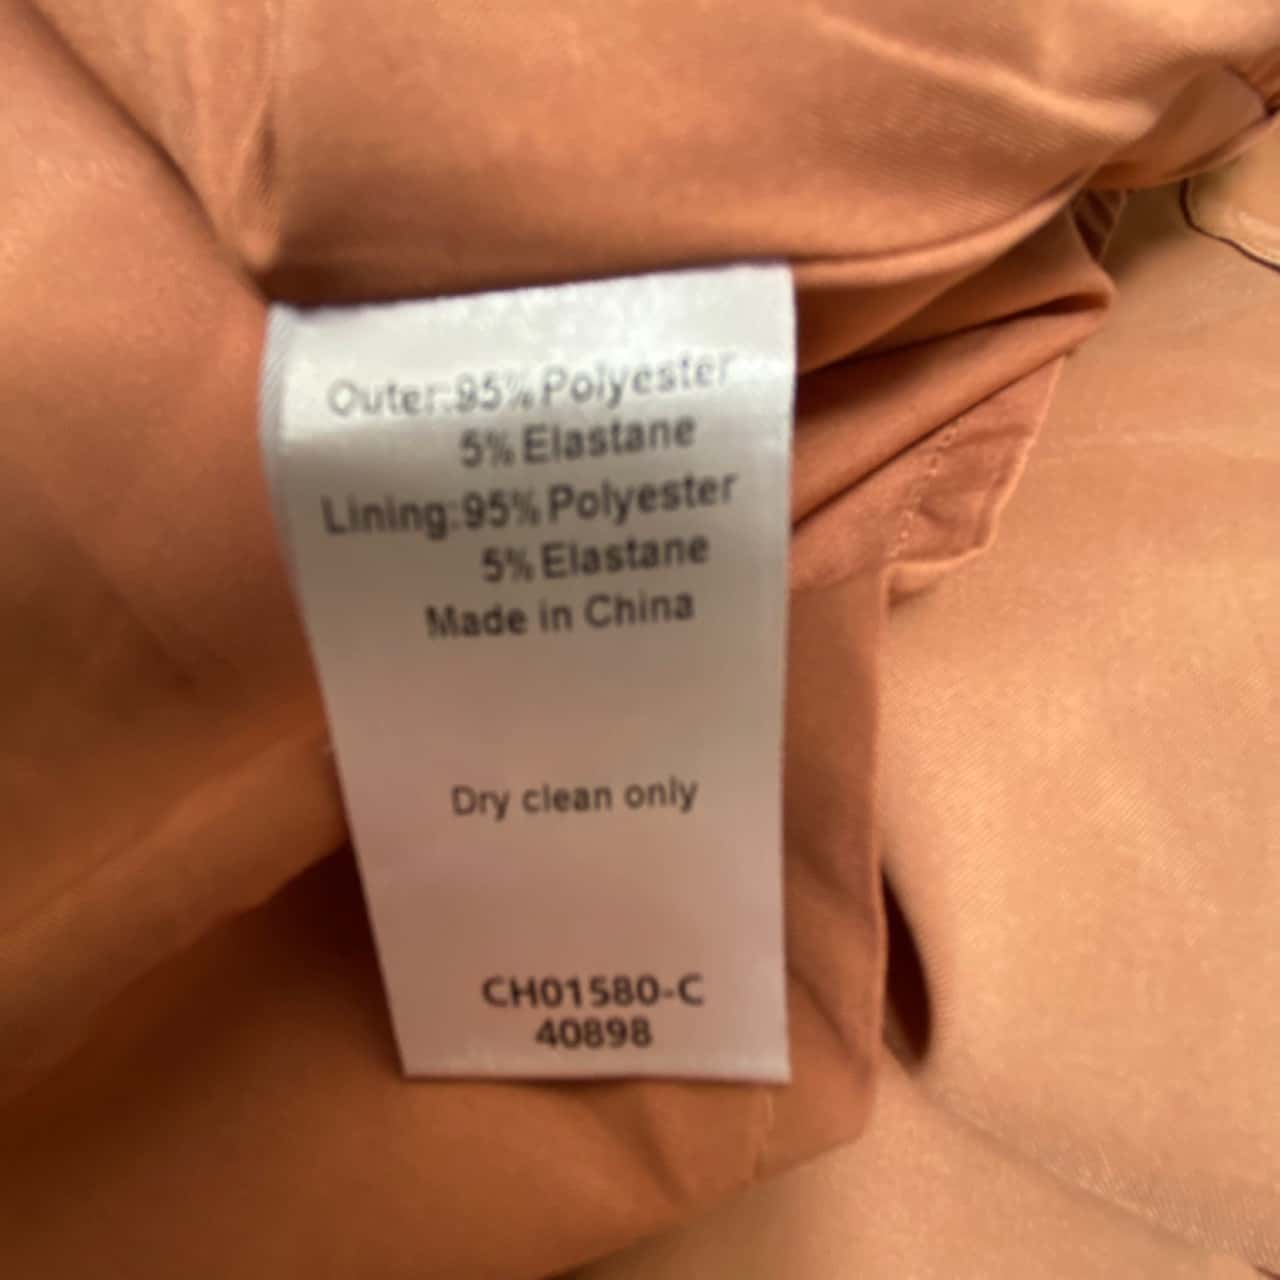 Outer:95% Polyester
5% Elastane
Lining:95% Polyester
5% Elastane
Made in China
Dry clean only
CH01580-C
40898